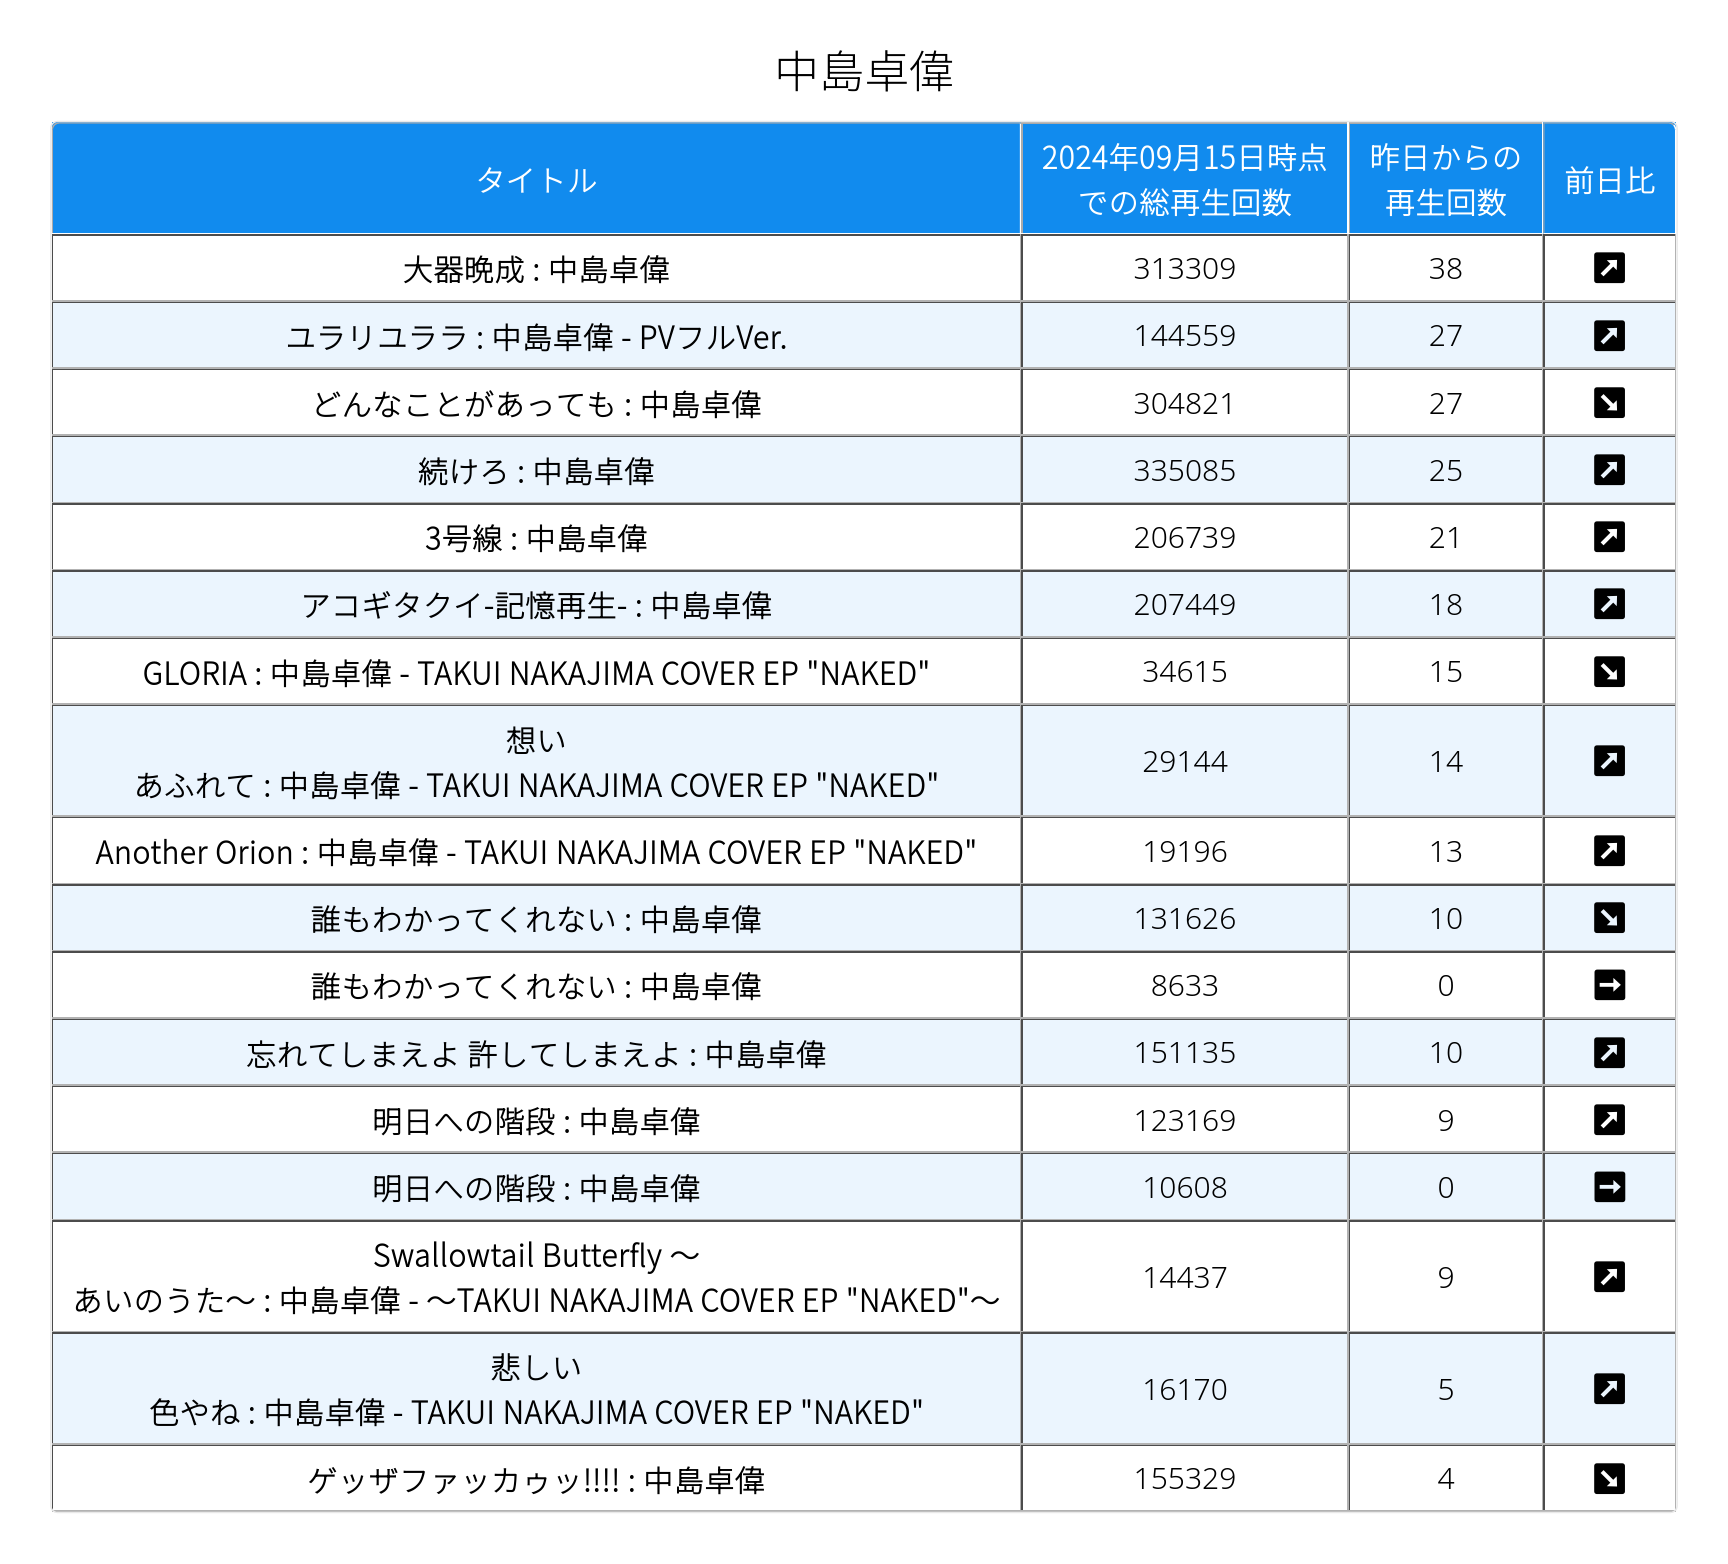 中島卓偉
タイトル
2024年09月15日時点
での総再生回数
昨日からの
再生回数
前日比
大器晩成 : 中島卓偉 313309 38
ユラリユララ : 中島卓偉 - PVフルVer. 144559 27
どんなことがあっても : 中島卓偉 304821 27
続けろ : 中島卓偉 335085 25
3号線 : 中島卓偉 206739 21
アコギタクイ-記憶再生- : 中島卓偉 207449 18
GLORIA : 中島卓偉 - TAKUI NAKAJIMA COVER EP "NAKED" 34615 15
想い
あふれて : 中島卓偉 - TAKUI NAKAJIMA COVER EP "NAKED" 29144 14
Another Orion : 中島卓偉 - TAKUI NAKAJIMA COVER EP "NAKED" 19196 13
誰もわかってくれない : 中島卓偉 131626 10
誰もわかってくれない : 中島卓偉 8633 0
忘れてしまえよ 許してしまえよ : 中島卓偉 151135 10
明日への階段 : 中島卓偉 123169 9
明日への階段 : 中島卓偉 10608 0
Swallowtail Butterfly ～
あいのうた～ : 中島卓偉 - ～TAKUI NAKAJIMA COVER EP "NAKED"～ 14437 9
悲しい
色やね : 中島卓偉 - TAKUI NAKAJIMA COVER EP "NAKED" 16170 5
ゲッザファッカゥッ!!!! : 中島卓偉 155329 4